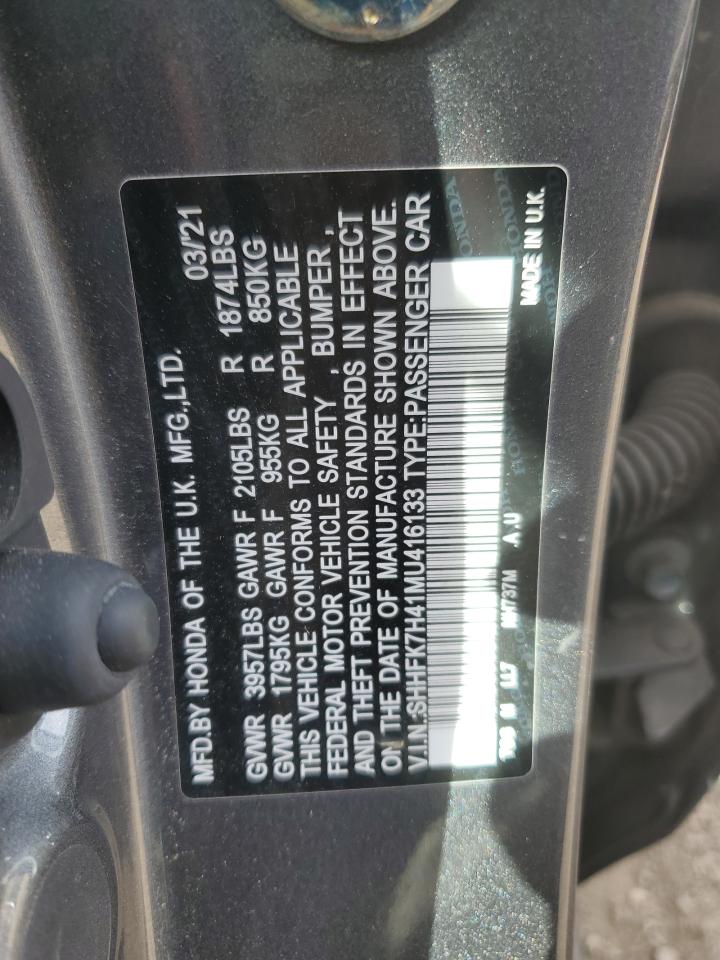 MFD.BY HONDA OF THE U.K. MFG.,LTD. 03/'21
GVWR 3957LBS GAWR F 2105LBS R 1874LBS
GVWR 1795KG GAWR F 955KG R 850KG
THIS VEHICLE CONFORMS TO ALL APPLICABLE
FEDERAL MOTOR VEHICLE SAFETY , BUMPER ,
AND THEFT PREVENTION STANDARDS IN EFFECT
ON THE DATE OF MANUFACTURE SHOWN ABOVE.
V.I.N:SHHFK7H41MU416133 TYPE:PASSENGER CAR
A.U
MADE IN U.K.